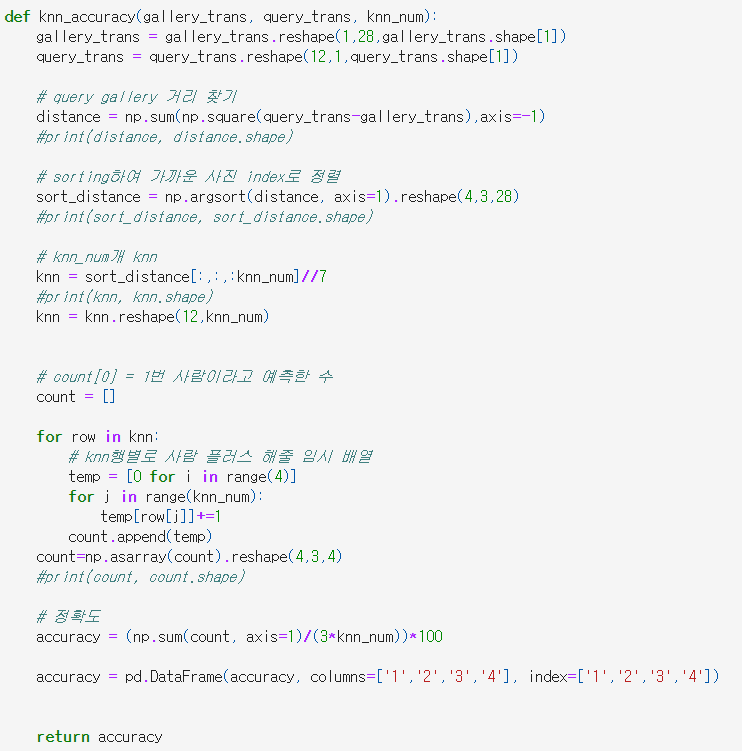 def knn_accuracy(gallery_trans, query_trans, knn_num):
    gallery_trans = gallery_trans.reshape(1,28,gallery_trans.shape[1])
    query_trans = query_trans.reshape(12,1,query_trans.shape[1])
    # query gallery 거리 찾기
    distance = np.sum(np.square(query_trans-gallery_trans),axis=-1)
    #print(distance, distance.shape)
    # sorting하여 가까운 사진 index로 정렬
    sort_distance = np.argsort(distance, axis=1).reshape(4,3,28)
    #print(sort_distance, sort_distance.shape)
    # knn_num개 knn
    knn = sort_distance[:,:,:knn_num]//7
    #print(knn, knn.shape)
    knn = knn.reshape(12,knn_num)
    # count[0] = 1번 사람이라고 예측한 수
    count = []
    for row in knn:
        # knn행별로 사람 플러스 해줄 임시 배열
        temp = [0 for i in range(4)]
        for j in range(knn_num):
            temp[row[j]]+=1
        count.append(temp)
    count=np.asarray(count).reshape(4,3,4)
    #print(count, count.shape)
    # 정확도
    accuracy = (np.sum(count, axis=1)/(3*knn_num))*100
    accuracy = pd.DataFrame(accuracy, columns=['1','2','3','4'], index=['1','2','3','4'])
    return accuracy